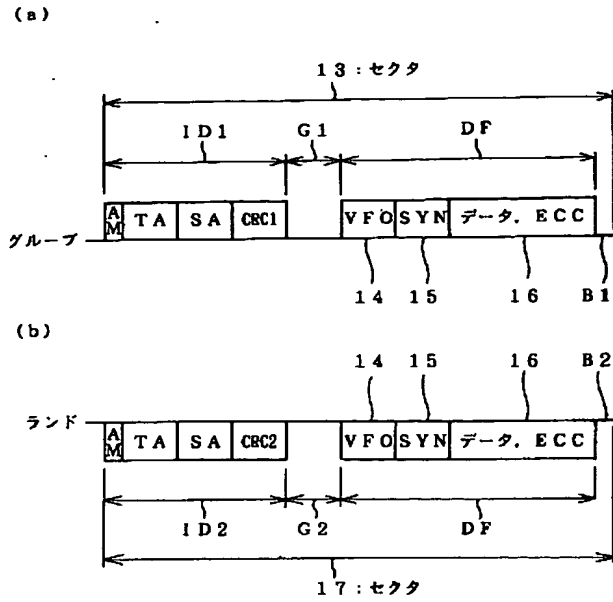 (a)
13:セクタ
ID1 G1 DF
AM TA SA CRC1 VFO SYN データ. ECC
グループ
14 15 16 B1
(b)
14 15 16 B2
ランド
AM TA SA CRC2 VFO SYN データ. ECC
ID2 G2 DF
17:セクタ